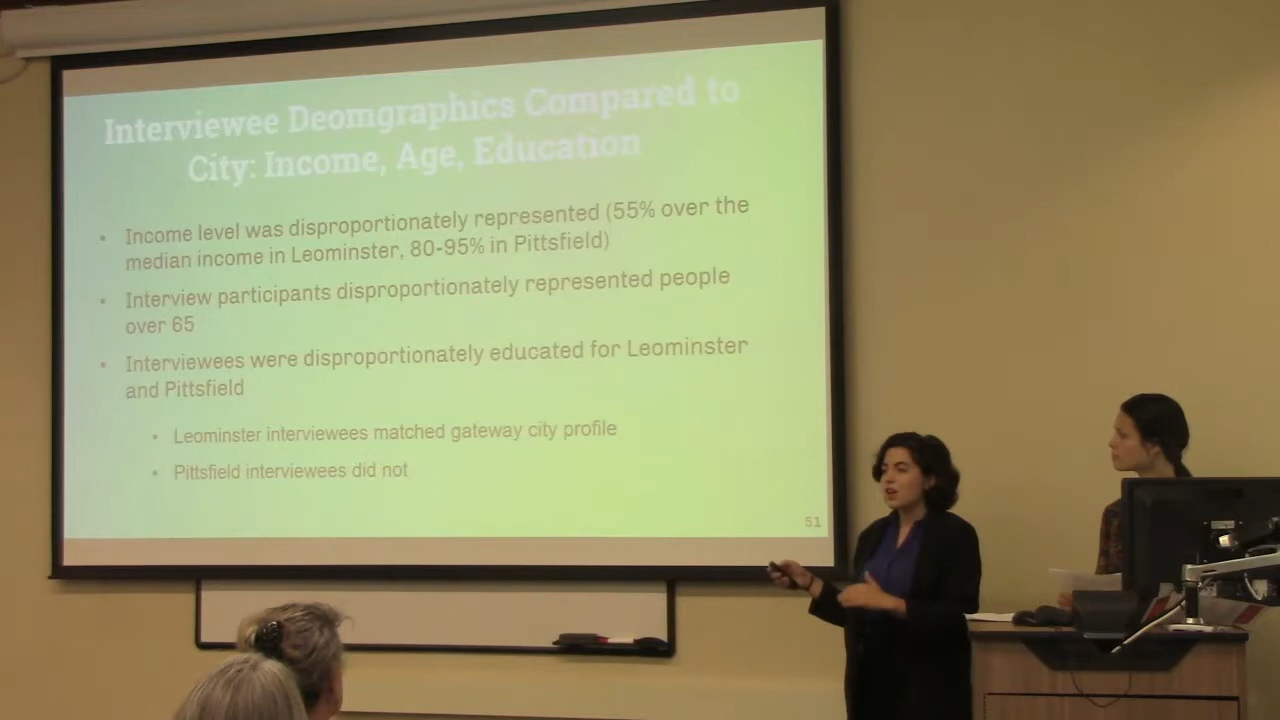 Interviewee Deomgraphics Compared to
City: Income, Age, Education
• Income level was disproportionately represented (55% over the
median income in Leominster, 80-95% in Pittsfield)
• Interview participants disproportionately represented people
over 65
• Interviewees were disproportionately educated for Leominster
and Pittsfield
• Leominster interviewees matched gateway city profile
• Pittsfield interviewees did not
51